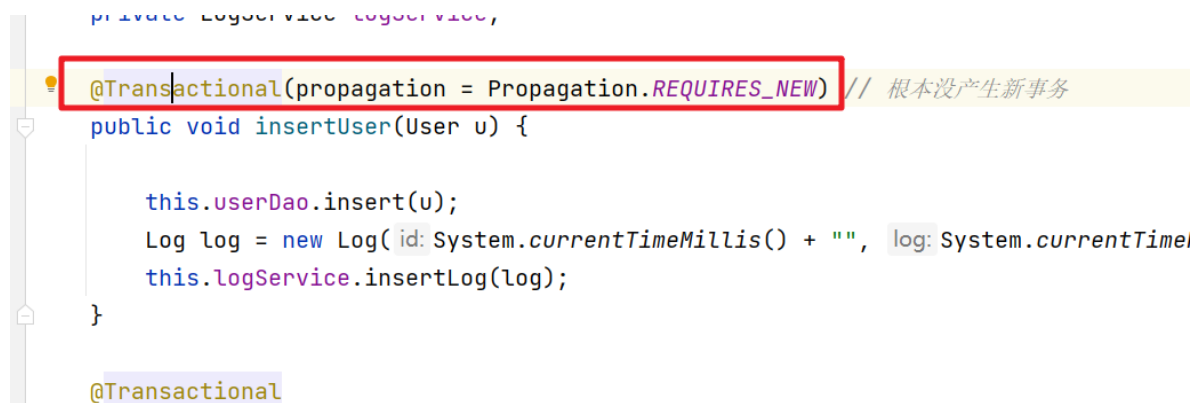 private LogService logService;
@Transactional(propagation = Propagation.REQUIRES_NEW) // 根本没产生新事务
public void insertUser(User u) {
this.userDao.insert(u);
Log log = new Log( id: System.currentTimeMillis() + "", log: System.currentTime
this.logService.insertLog(log);
}
@Transactional